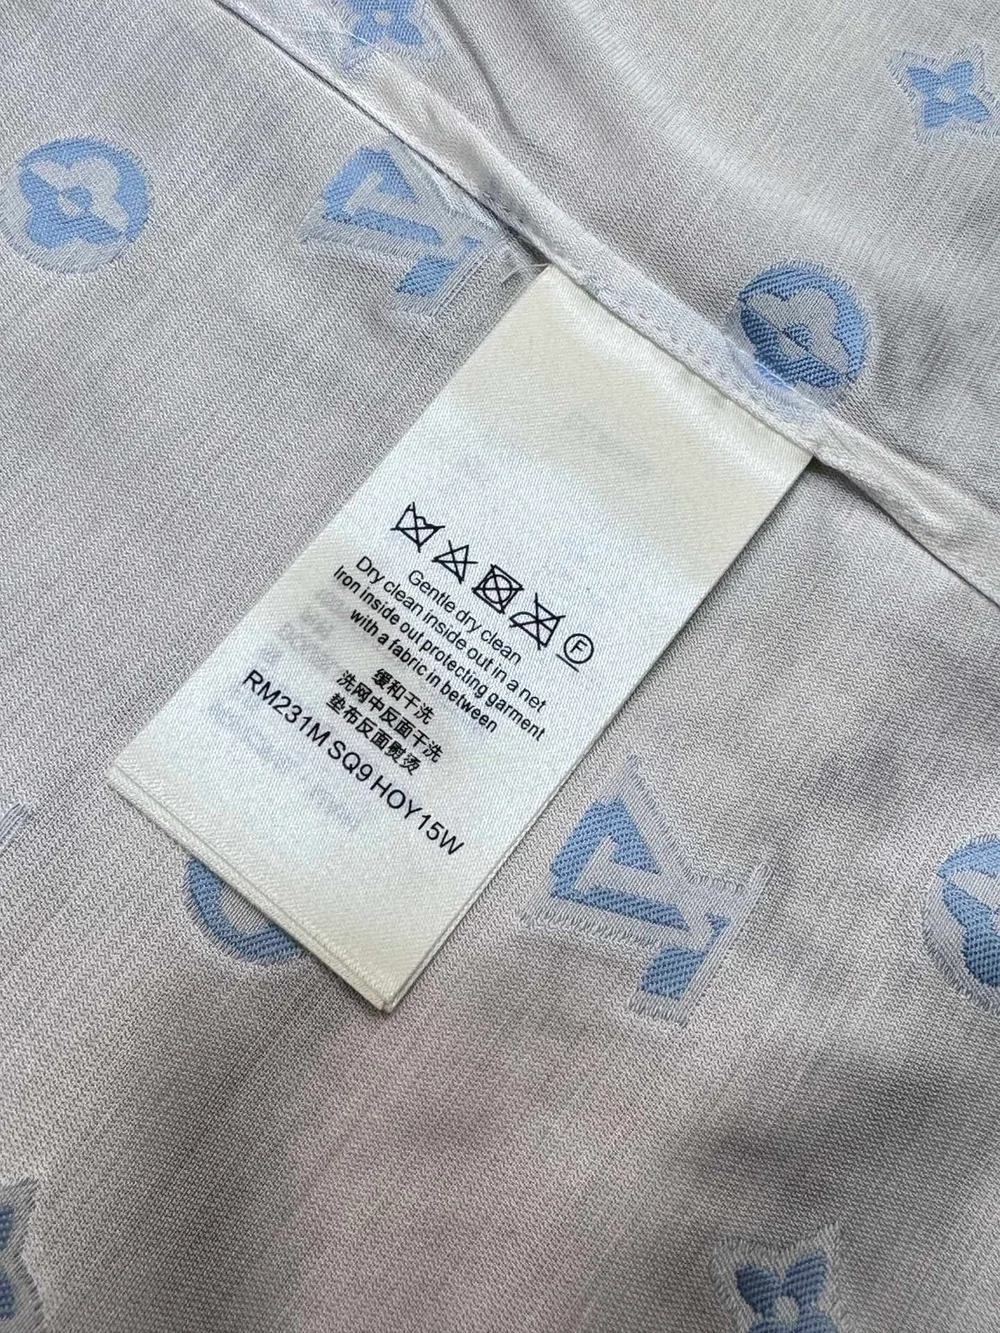 F
Gentle dry clean
Dry clean inside out in a net
Iron inside out protecting garment
with a fabric in between
缓和干洗
洗网中反面干洗
垫布反面熨烫
RM231M SQ9 HOY15W